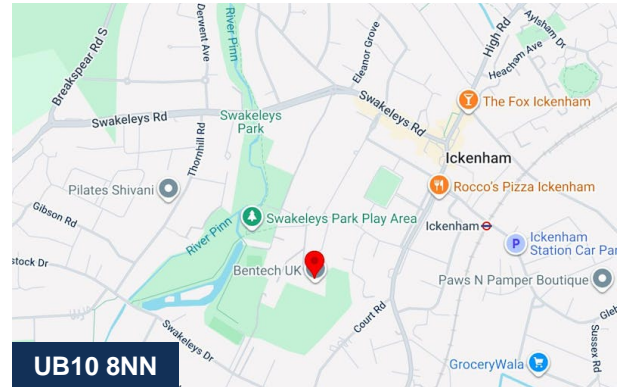 Breakspear Rd S
Derwent Ave
River Pinn
Eleanor Grove
High Rd
Aylsham Dr
Heacham Ave
The Fox Ickenham
Swakeleys Rd
Swakeleys
Park
Swakeleys Rd
Thornhill Rd
Ickenham
Pilates Shivani
Rocco's Pizza Ickenham
Gibson Rd
Swakeleys Park Play Area
River Pinn
Ickenham
Ickenham
Station Car Par
P
stock Dr
Bentech UK
Paws N Pamper Boutique
Court Rd
Swakeleys Dr
Sussex Rd
Gleb
GroceryWala
UB10 8NN